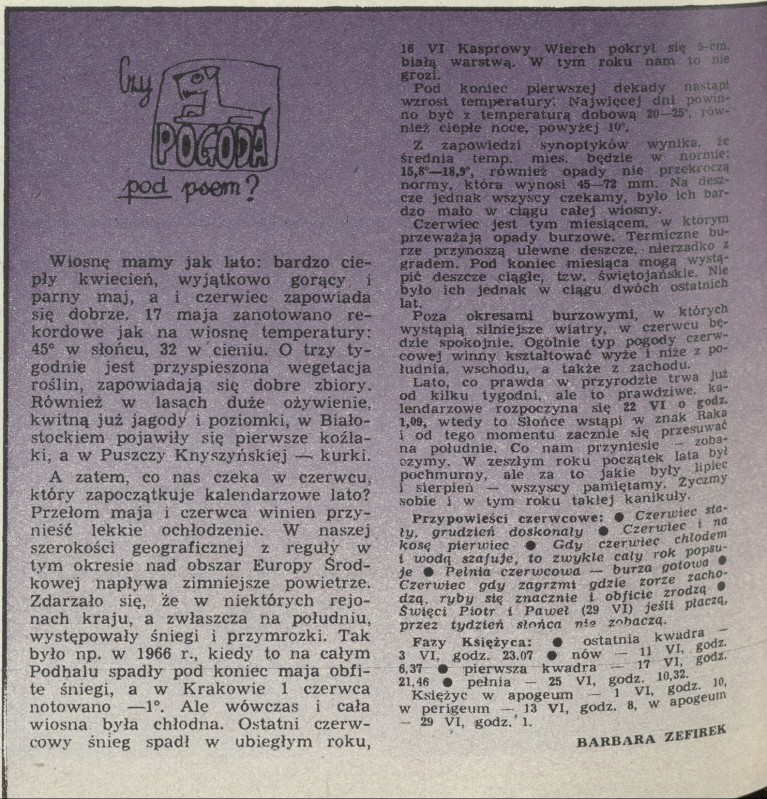 Czy
POGODA
pod psem?
Wiosnę mamy jak lato: bardzo cie-
pły kwiecień, wyjątkowo gorący i
parny maj, a i czerwiec zapowiada
się dobrze. 17 maja zanotowano re-
kordowe jak na wiosnę temperatury:
45° w słońcu, 32 w cieniu. O trzy ty-
godnie jest przyspieszona wegetacja
roślin, zapowiadają się dobre zbiory.
Również w lasach duże ożywienie,
kwitną już jagody i poziomki, w Biało-
stockiem pojawiły się pierwsze koźla-
ki, a w Puszczy Knyszyńskiej — kurki.
A zatem, co nas czeka w czerwcu,
który zapoczątkuje kalendarzowe lato?
Przełom maja i czerwca winien przy-
nieść lekkie ochłodzenie. W naszej
szerokości geograficznej z reguły w
tym okresie nad obszar Europy Środ-
kowej napływa zimniejsze powietrze.
Zdarzało się, że w niektórych rejo-
nach kraju, a zwłaszcza na południu,
występowały śniegi i przymrozki. Tak
było np. w 1966 r., kiedy to na całym
Podhalu spadły pod koniec maja obfi-
te śniegi, a w Krakowie 1 czerwca
notowano —1°. Ale wówczas i cała
wiosna była chłodna. Ostatni czerw-
cowy śnieg spadł w ubiegłym roku,
16 VI Kasprowy Wierch pokrył się 5-cm.
białą warstwą. W tym roku nam to nie
grozi.
Pod koniec pierwszej dekady nastąpi
wzrost temperatury. Najwięcej dni powin-
no być z temperaturą dobową 20—25°, rów-
nież ciepłe noce, powyżej 10°.
Z zapowiedzi synoptyków wynika, że
średnia temp. mies. będzie w normie:
15,8°—18,9°, również opady nie przekroczą
normy, która wynosi 45—72 mm. Na desz-
cze jednak wszyscy czekamy, było ich bar-
dzo mało w ciągu całej wiosny.
Czerwiec jest tym miesiącem, w którym
przeważają opady burzowe. Termiczne bu-
rze przynoszą ulewne deszcze, nierzadko z
gradem. Pod koniec miesiąca mogą wystą-
pić deszcze ciągłe, tzw. świętojańskie. Nie
było ich jednak w ciągu dwóch ostatnich
lat.
Poza okresami burzowymi, w których
wystąpią silniejsze wiatry, w czerwcu bę-
dzie spokojnie. Ogólnie typ pogody czerw-
cowej winny kształtować wyże i niże z po-
łudnia, wschodu, a także z zachodu.
Lato, co prawda w przyrodzie trwa już
od kilku tygodni, ale to prawdziwe, ka-
lendarzowe rozpoczyna się 22 VI o godz.
1,09, wtedy to Słońce wstąpi w znak Raka
i od tego momentu zacznie się przesuwać
na południe. Co nam przyniesie — zoba-
czymy. W zeszłym roku początek lata był
pochmurny, ale za to jakie były lipiec
i sierpień — wszyscy pamiętamy. Życzmy
sobie i w tym roku takiej kanikuły.
Przypowieści czerwcowe: ● Czerwiec sta-
ły, grudzień doskonały ● Czerwiec i na
kosę pierwiec ● Gdy czerwiec chłodem
i wodą szafuje, to zwykle cały rok popsu-
je ● Pełnia czerwcowa — burza gotowa ●
Czerwiec gdy zagrzmi gdzie zorze zacho-
dzą, ryby się znacznie i obficie zrodzą ●
Święci Piotr i Paweł (29 VI) jeśli płaczą,
przez tydzień słońca nie zobaczą.
Fazy Księżyca: ● ostatnia kwadra —
3 VI, godz. 23,07 ● nów — 11 VI, godz.
6,37 ● pierwsza kwadra — 17 VI, godz.
21,46 ● pełnia — 25 VI, godz. 10,32.
Księżyc w apogeum — 1 VI, godz. 10,
w perigeum — 13 VI, godz. 8, w apogeum
— 29 VI, godz. 1.
BARBARA ZEFIREK